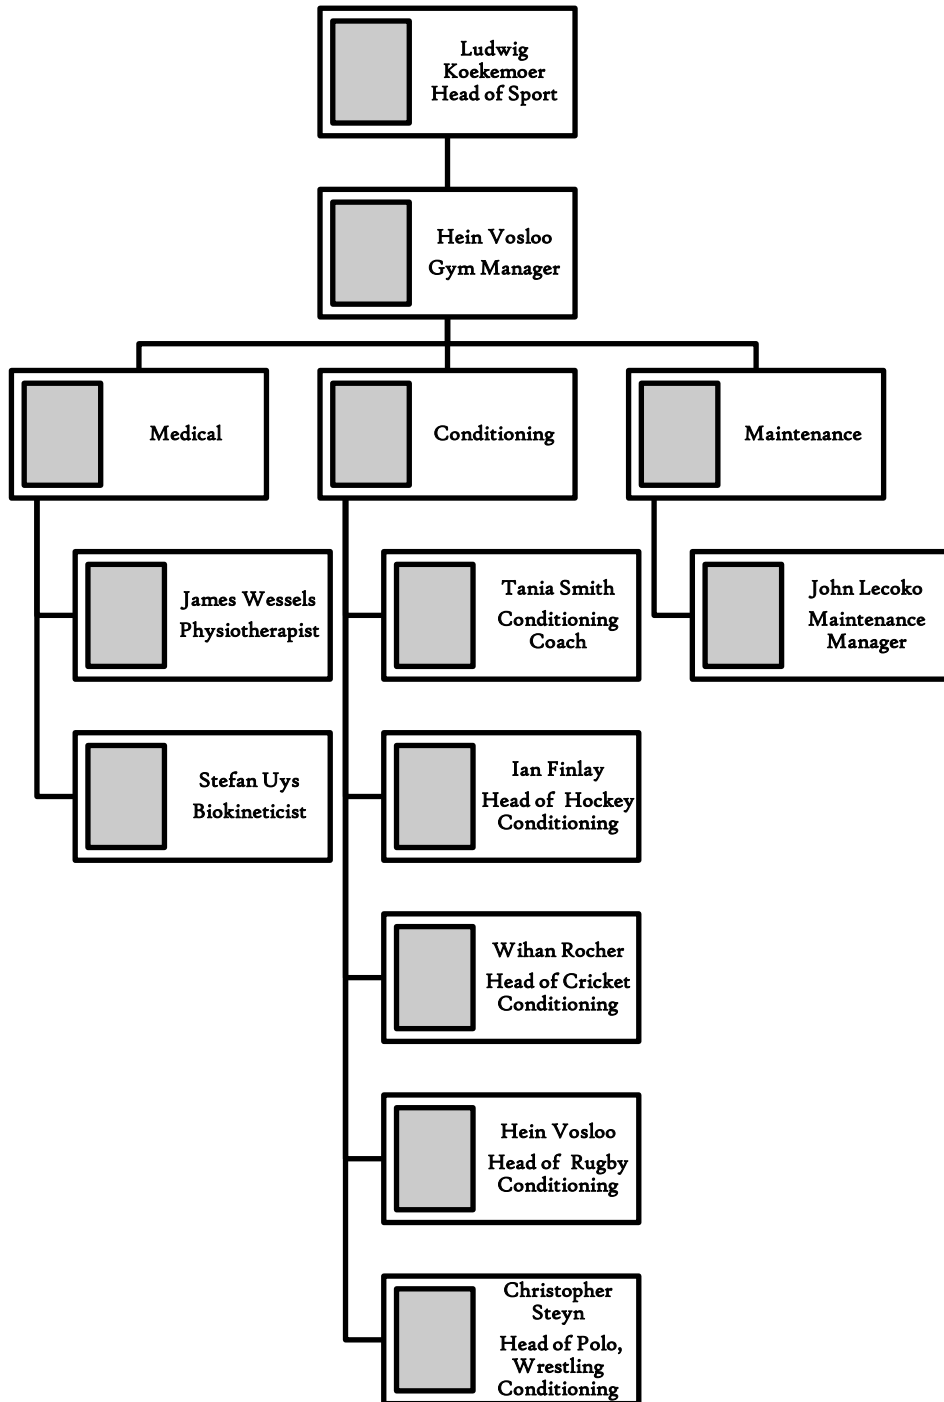 Ludwig
Koekemoer
Head of Sport
Hein Vosloo
Gym Manager
Medical
Conditioning
Maintenance
James Wessels
Physiotherapist
Tania Smith
Conditioning
Coach
John Lecoko
Maintenance
Manager
Stefan Uys
Biokineticist
Ian Finlay
Head of Hockey
Conditioning
Wihan Rocher
Head of Cricket
Conditioning
Hein Vosloo
Head of Rugby
Conditioning
Christopher
Steyn
Head of Polo,
Wrestling
Conditioning